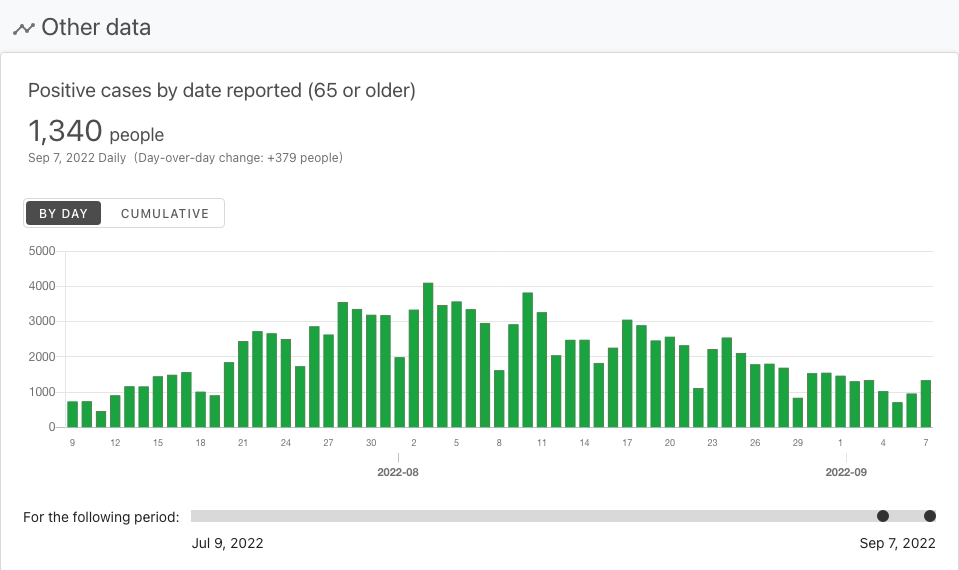 Other data
Positive cases by date reported (65 or older)
1,340 people
Sep 7, 2022 Daily (Day-over-day change: +379 people)
BY DAY CUMULATIVE
5000
4000
3000
2000
1000
0
9 12 15 18 21 24 27 30 2 5 8 11 14 17 20 23 26 29 1 4 7
2022-08 2022-09
For the following period:
Jul 9, 2022 Sep 7, 2022